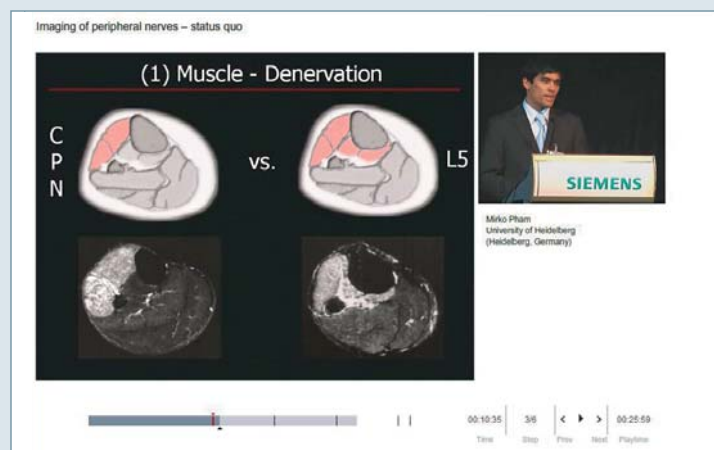 Imaging of peripheral nerves – status quo
(1) Muscle - Denervation
C
P
N
vs.
L5
SIEMENS
Mirko Pham
University of Heidelberg
(Heidelberg, Germany)
00:10:35 3/6 < > 00:25:59
Time Step Prev Next Playtime